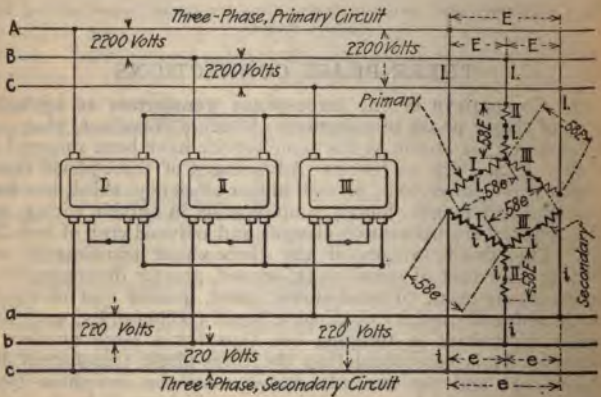 Three-Phase, Primary Circuit
A
2200 Volts
B
2200 Volts
2200 Volts
C
E
E E
L L L
Primary
II
.58E
I
III
.58E
I II III
.58e
.58e
I III
i i
.58e
II
.58E
Secondary
i
a
220 Volts
b
220 Volts
220 Volts
c
i i
e e
e
Three-Phase, Secondary Circuit